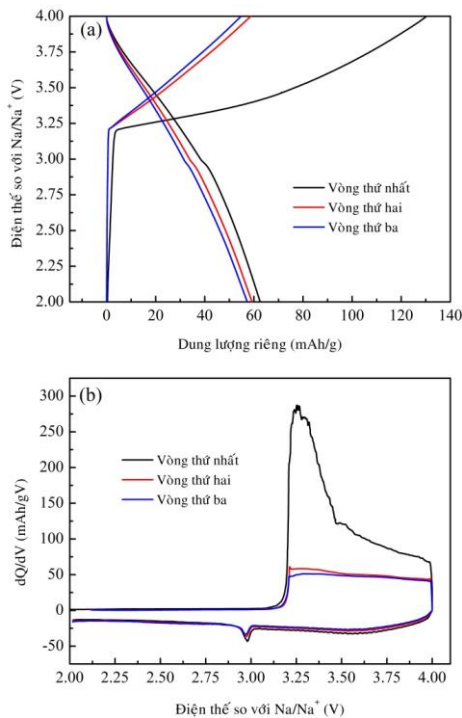 (a)
Điện thế so với Na/Na⁺ (V)
4.00
3.75
3.50
3.25
3.00
2.75
2.50
2.25
2.00
Vòng thứ nhất
Vòng thứ hai
Vòng thứ ba
0 20 40 60 80 100 120 140
Dung lượng riêng (mAh/g)
(b)
dQ/dV (mAh/gV)
300
250
200
150
100
50
0
-50
Vòng thứ nhất
Vòng thứ hai
Vòng thứ ba
2.00 2.25 2.50 2.75 3.00 3.25 3.50 3.75 4.00
Điện thế so với Na/Na⁺ (V)